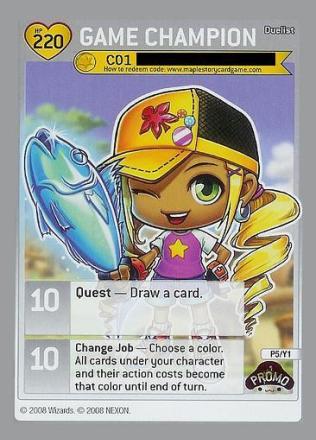 HP
220
GAME CHAMPION
Duelist
C01
How to redeem code: www.maplestorycardgame.com
10
Quest — Draw a card.
10
Change Job — Choose a color.
All cards under your character
and their action costs become
that color until end of turn.
P5/Y1
PROMO
© 2008 Wizards. © 2008 NEXON.